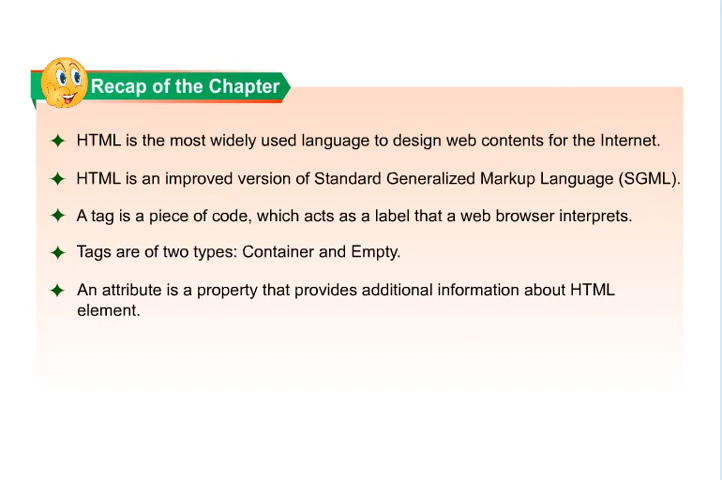 Recap of the Chapter
HTML is the most widely used language to design web contents for the Internet.
HTML is an improved version of Standard Generalized Markup Language (SGML).
A tag is a piece of code, which acts as a label that a web browser interprets.
Tags are of two types: Container and Empty.
An attribute is a property that provides additional information about HTML
element.